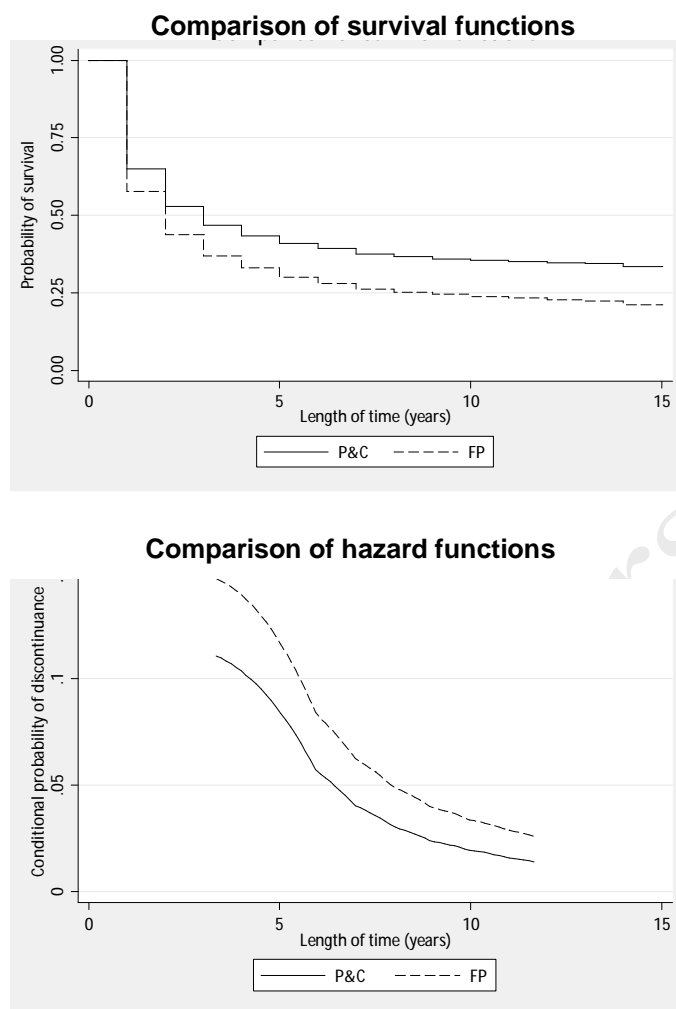 Comparison of survival functions
Probability of survival
1.00
0.75
0.50
0.25
0.00
0 5 10 15
Length of time (years)
P&C FP
Comparison of hazard functions
Conditional probability of discontinuance
.1
.05
0
0 5 10 15
Length of time (years)
P&C FP